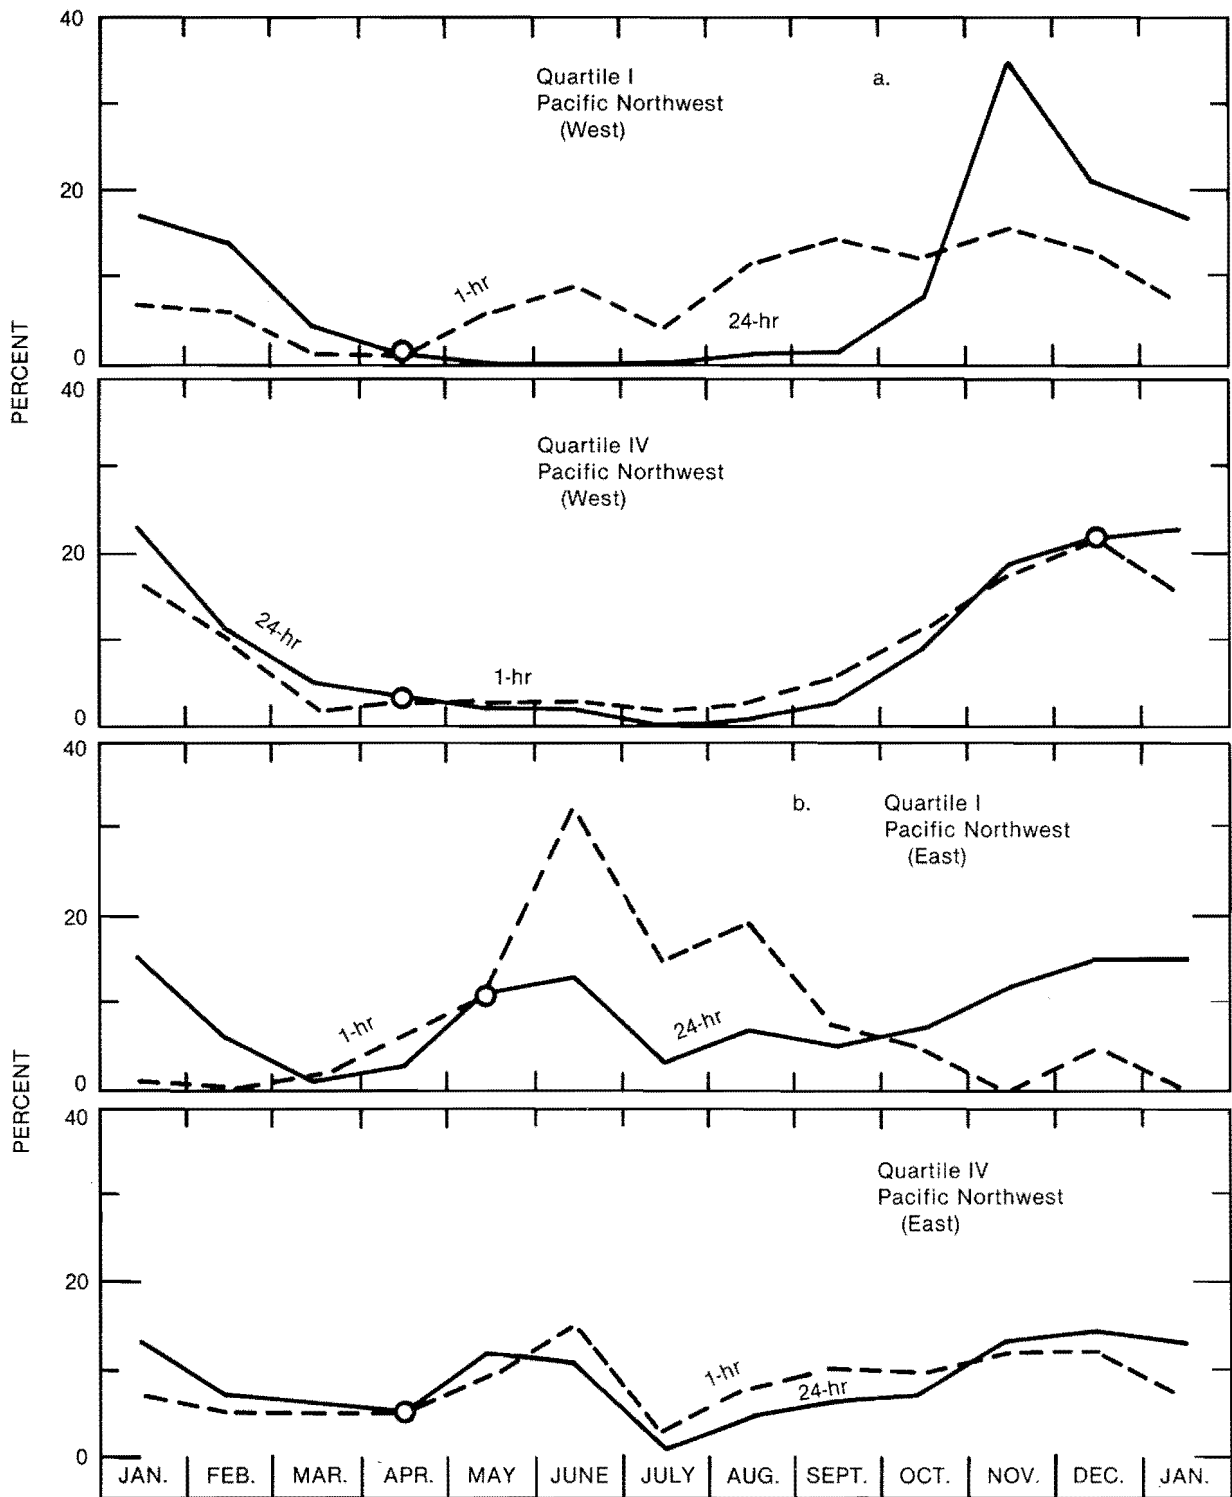 40
Quartile I
Pacific Northwest
(West)
a.
20
1-hr
24-hr
0
PERCENT
40
Quartile IV
Pacific Northwest
(West)
20
24-hr
1-hr
0
40
b.
Quartile I
Pacific Northwest
(East)
20
1-hr
24-hr
0
PERCENT
40
Quartile IV
Pacific Northwest
(East)
20
1-hr
24-hr
0
JAN. FEB. MAR. APR. MAY JUNE JULY AUG. SEPT. OCT. NOV. DEC. JAN.